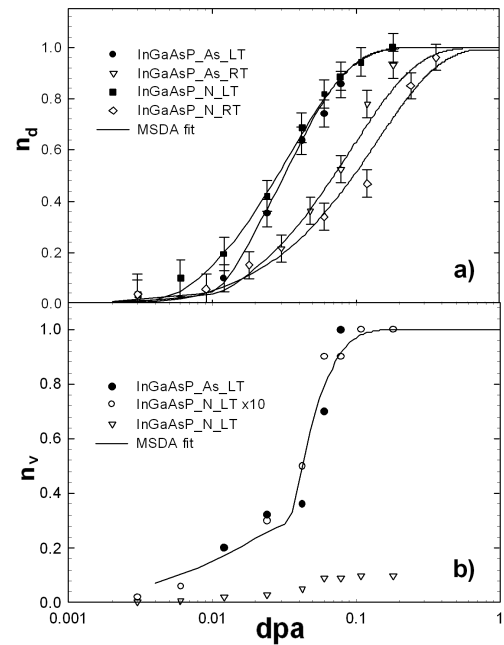 1.0
0.8
0.6
0.4
0.2
0.0
n_d
InGaAsP_As_LT
InGaAsP_As_RT
InGaAsP_N_LT
InGaAsP_N_RT
MSDA fit
a)
1.0
0.8
0.6
0.4
0.2
0.0
n_v
InGaAsP_As_LT
InGaAsP_N_LT x10
InGaAsP_N_LT
MSDA fit
b)
0.001 0.01 0.1 1
dpa